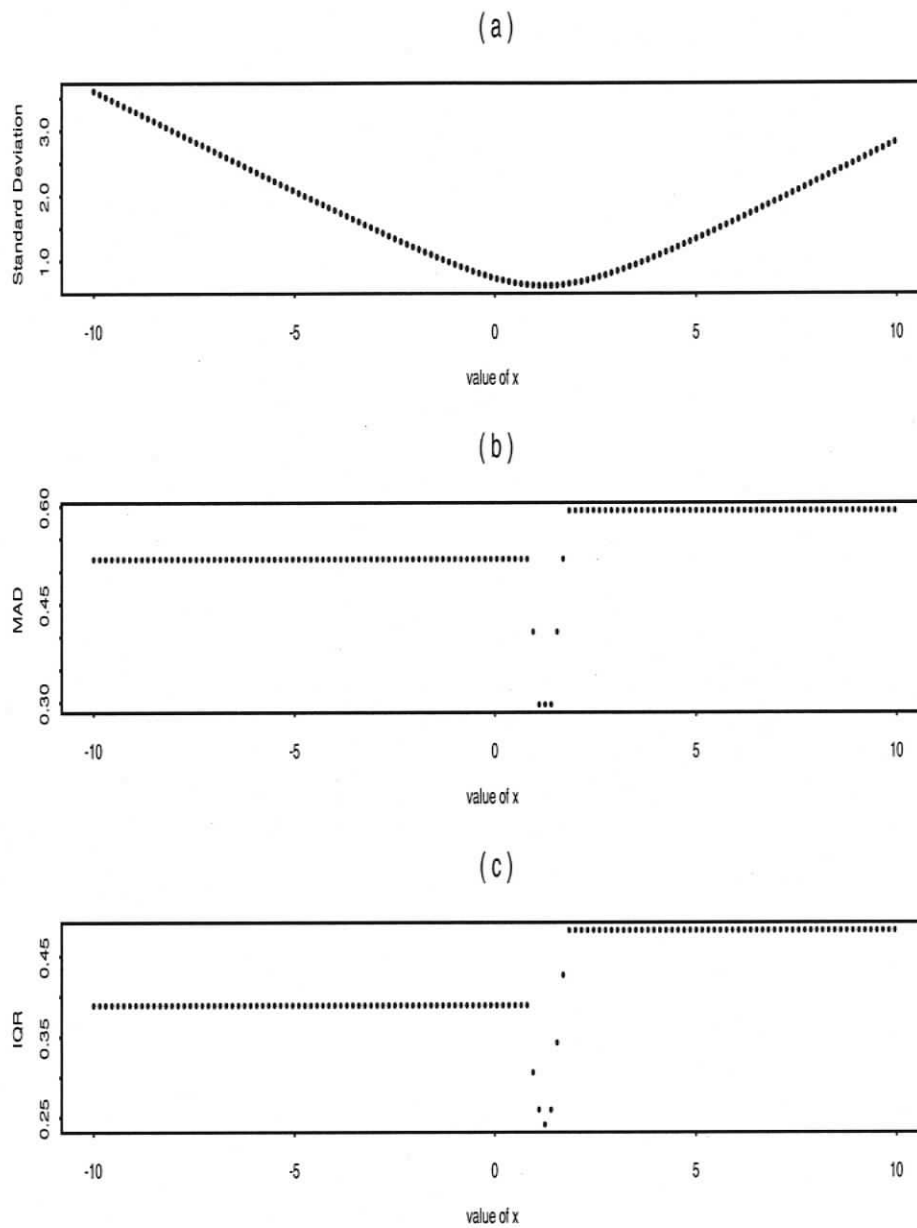 (a)
Standard Deviation
3.0
2.0
1.0
-10 -5 0 5 10
value of x
(b)
MAD
0.60
0.45
0.30
-10 -5 0 5 10
value of x
(c)
IQR
0.45
0.35
0.25
-10 -5 0 5 10
value of x